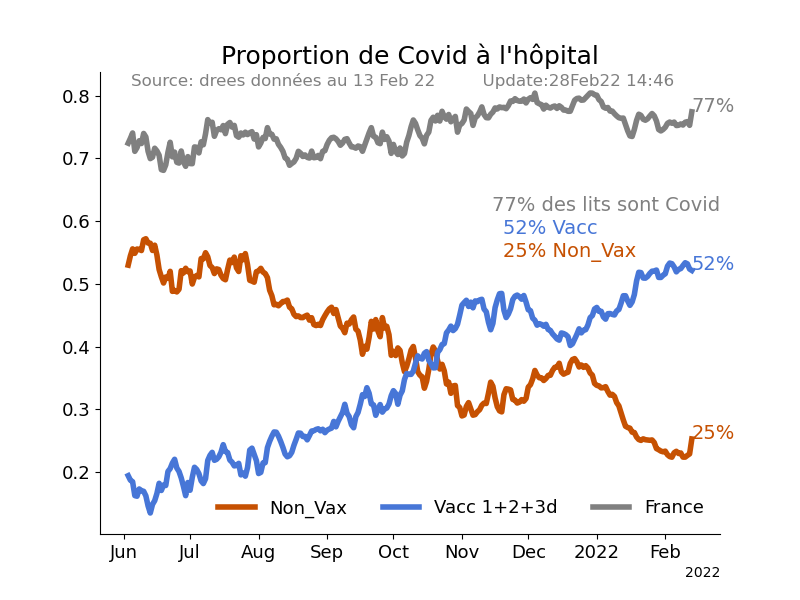 Proportion de Covid à l'hôpital
Source: drees données au 13 Feb 22 Update:28Feb22 14:46
0.8
77%
0.7
77% des lits sont Covid
0.6
52% Vacc
25% Non_Vax
52%
0.5
0.4
0.3
25%
0.2
Non_Vax Vacc 1+2+3d France
Jun Jul Aug Sep Oct Nov Dec 2022 Feb
2022